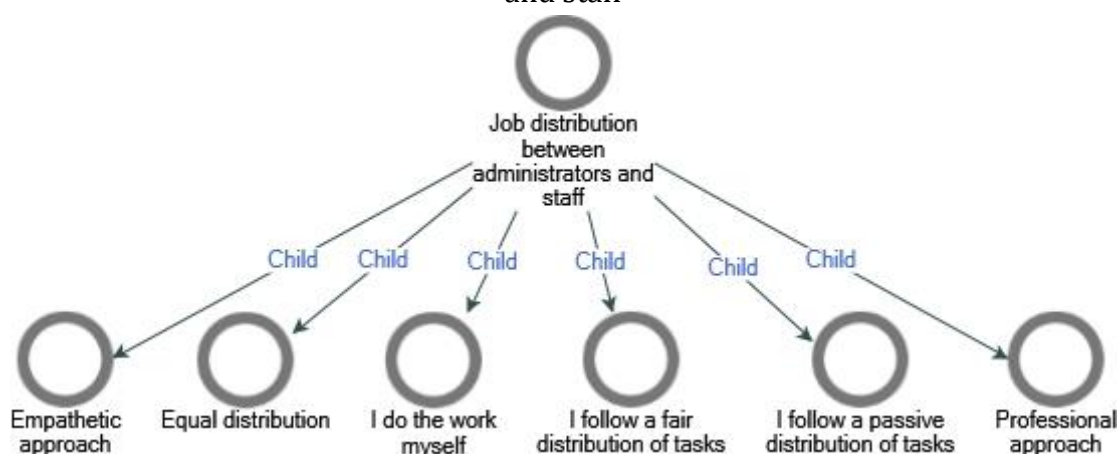 and staff
Job distribution
between
administrators and
staff
Child Child Child Child Child Child
Empathetic
approach
Equal distribution
I do the work
myself
I follow a fair
distribution of tasks
I follow a passive
distribution of tasks
Professional
approach